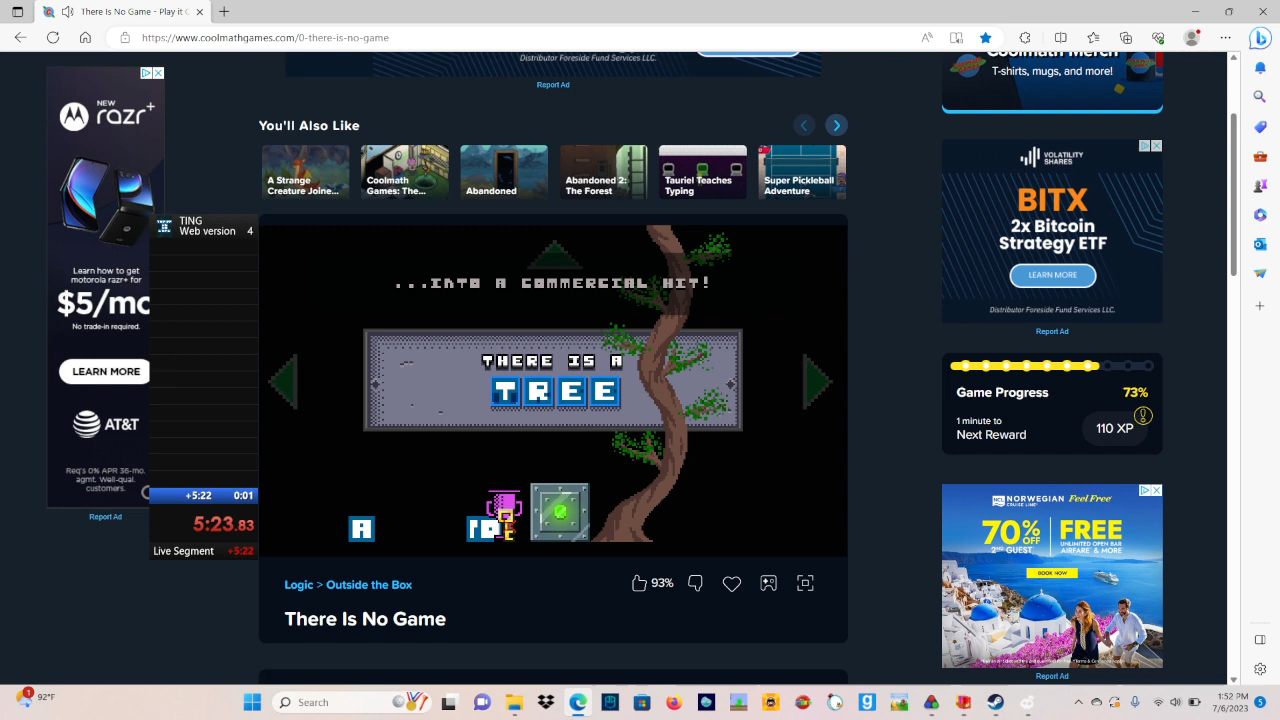 There Is No Game - Play it Onlin
https://www.coolmathgames.com/0-there-is-no-game
Distributor Foreside Fund Services LLC.
Report Ad
Coolmath Merch
T-shirts, mugs, and more!
NEW
razr+
Learn how to get
motorola razr+ for
$5/mo
No trade-in required.
LEARN MORE
AT&T
Req's 0% APR 36-mo.
agmt. Well-qual.
customers.
Report Ad
You'll Also Like
A Strange
Creature Joine...
Coolmath
Games: The...
Abandoned
Abandoned 2:
The Forest
Tauriel Teaches
Typing
Super Pickleball
Adventure
TING
Web version 4
+5:22 0:01
5:23.83
Live Segment +5:22
...INTO A COMMERCIAL HIT!
THERE IS A
TREE
A
Logic > Outside the Box
93%
There Is No Game
VOLATILITY
SHARES
BITX
2x Bitcoin
Strategy ETF
LEARN MORE
Distributor Foreside Fund Services LLC.
Report Ad
Game Progress 73%
1 minute to
Next Reward
110 XP
NCL NORWEGIAN CRUISE LINE Feel Free
70% OFF
2ND GUEST
FREE
UNLIMITED OPEN BAR
AIRFARE & MORE
BOOK NOW
Report Ad
1
92°F
Search
1:52 PM
7/6/2023
5